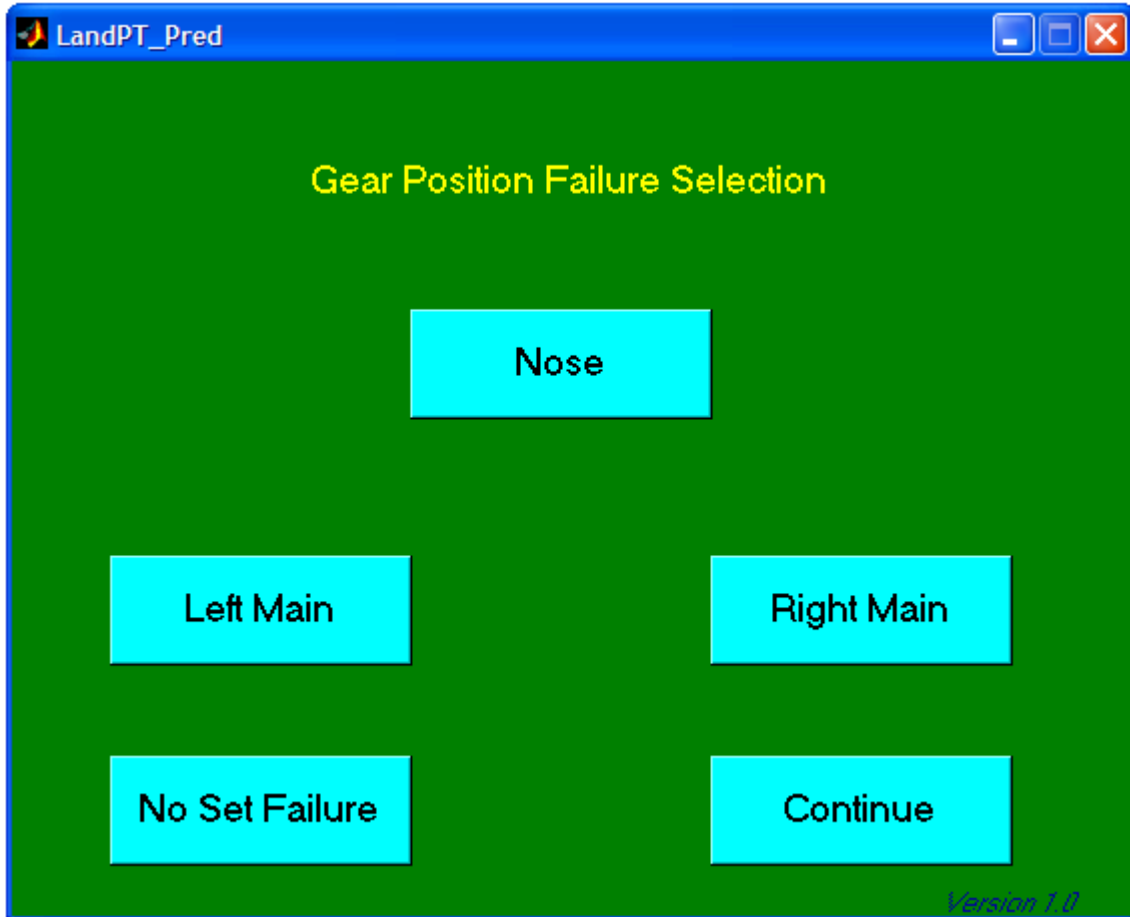 LandPT_Pred
Gear Position Failure Selection
Nose
Left Main
Right Main
No Set Failure
Continue
Version 1.0